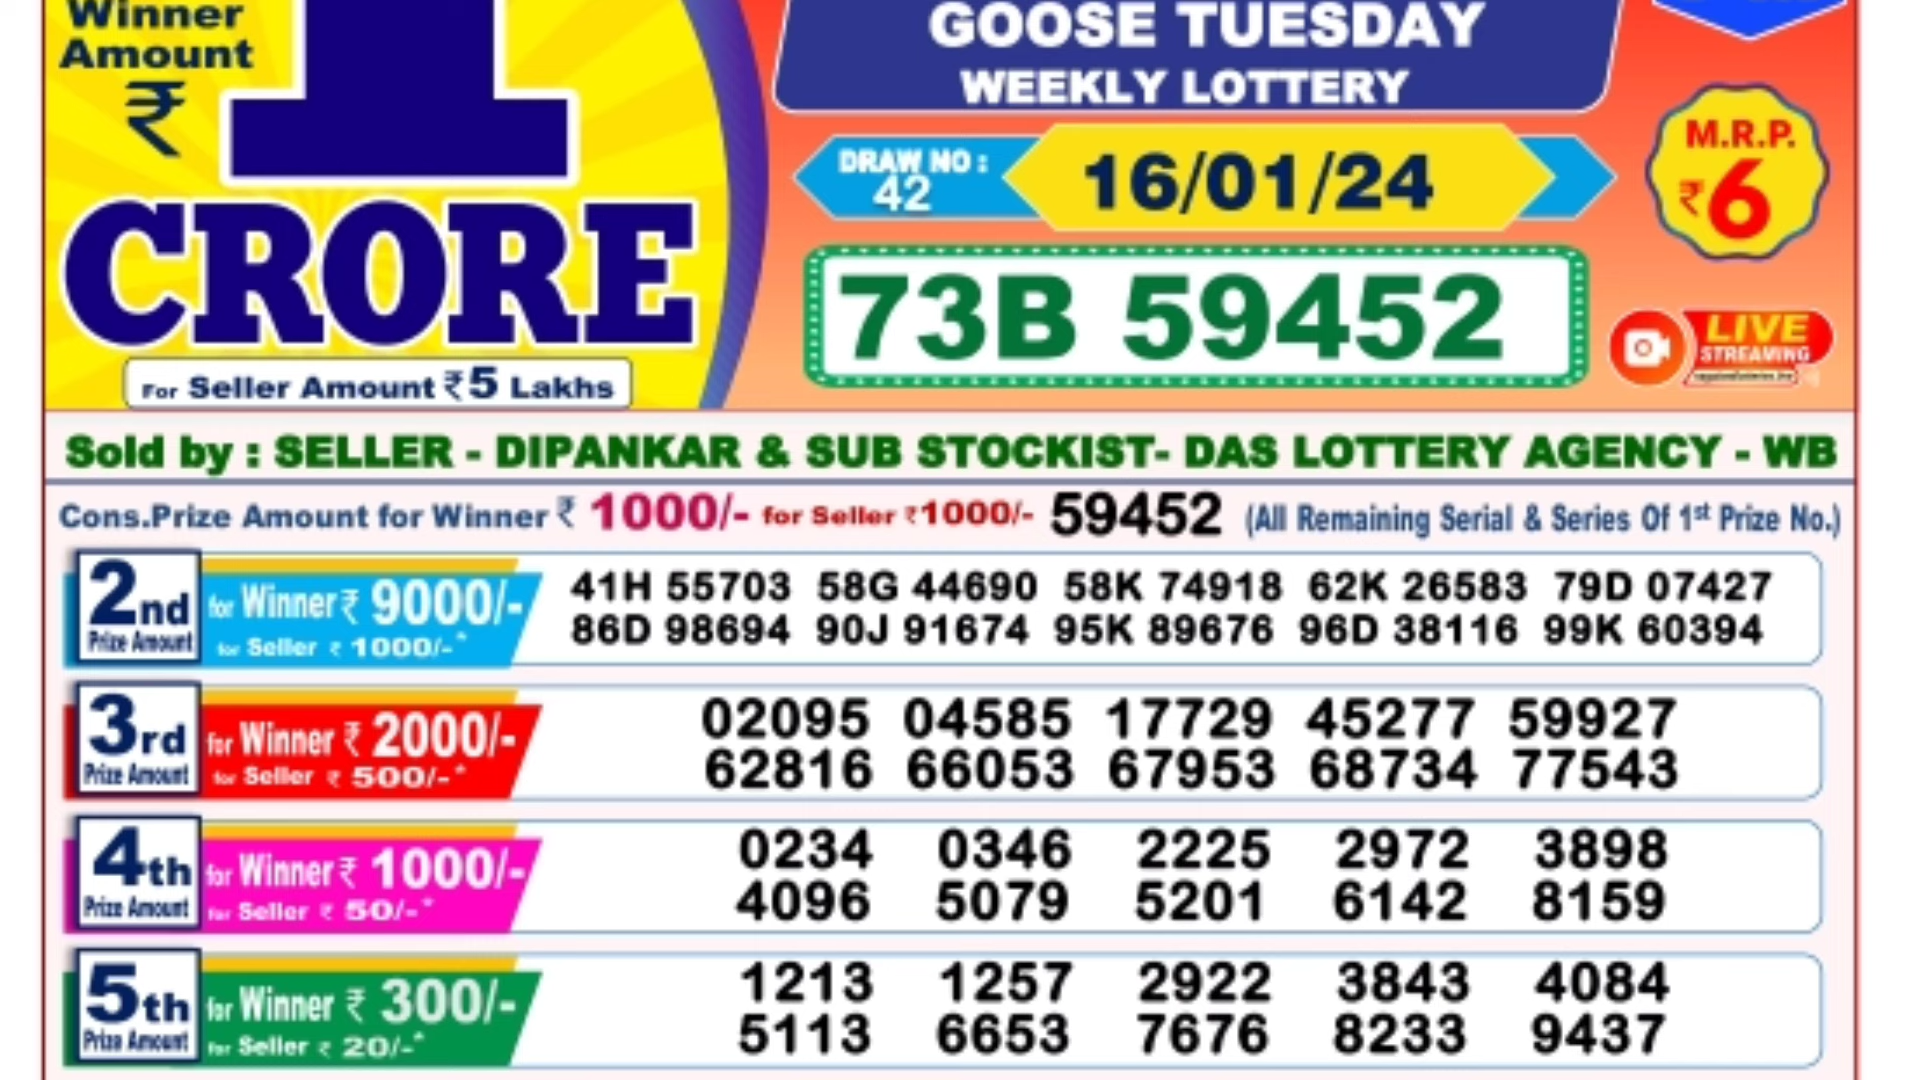 Winner
Amount
₹
1
CRORE
For Seller Amount ₹5 Lakhs
GOOSE TUESDAY
WEEKLY LOTTERY
DRAW NO :
42
16/01/24
M.R.P.
₹6
73B 59452
LIVE
STREAMING
Sold by : SELLER - DIPANKAR & SUB STOCKIST- DAS LOTTERY AGENCY - WB
Cons.Prize Amount for Winner ₹ 1000/- for Seller ₹1000/- 59452 (All Remaining Serial & Series Of 1st Prize No.)
2nd
Prize Amount
for Winner ₹ 9000/-
for Seller ₹ 1000/-*
41H 55703 58G 44690 58K 74918 62K 26583 79D 07427
86D 98694 90J 91674 95K 89676 96D 38116 99K 60394
3rd
Prize Amount
for Winner ₹ 2000/-
for Seller ₹ 500/-*
02095 04585 17729 45277 59927
62816 66053 67953 68734 77543
4th
Prize Amount
for Winner ₹ 1000/-
for Seller ₹ 50/-*
0234 0346 2225 2972 3898
4096 5079 5201 6142 8159
5th
Prize Amount
for Winner ₹ 300/-
for Seller ₹ 20/-*
1213 1257 2922 3843 4084
5113 6653 7676 8233 9437